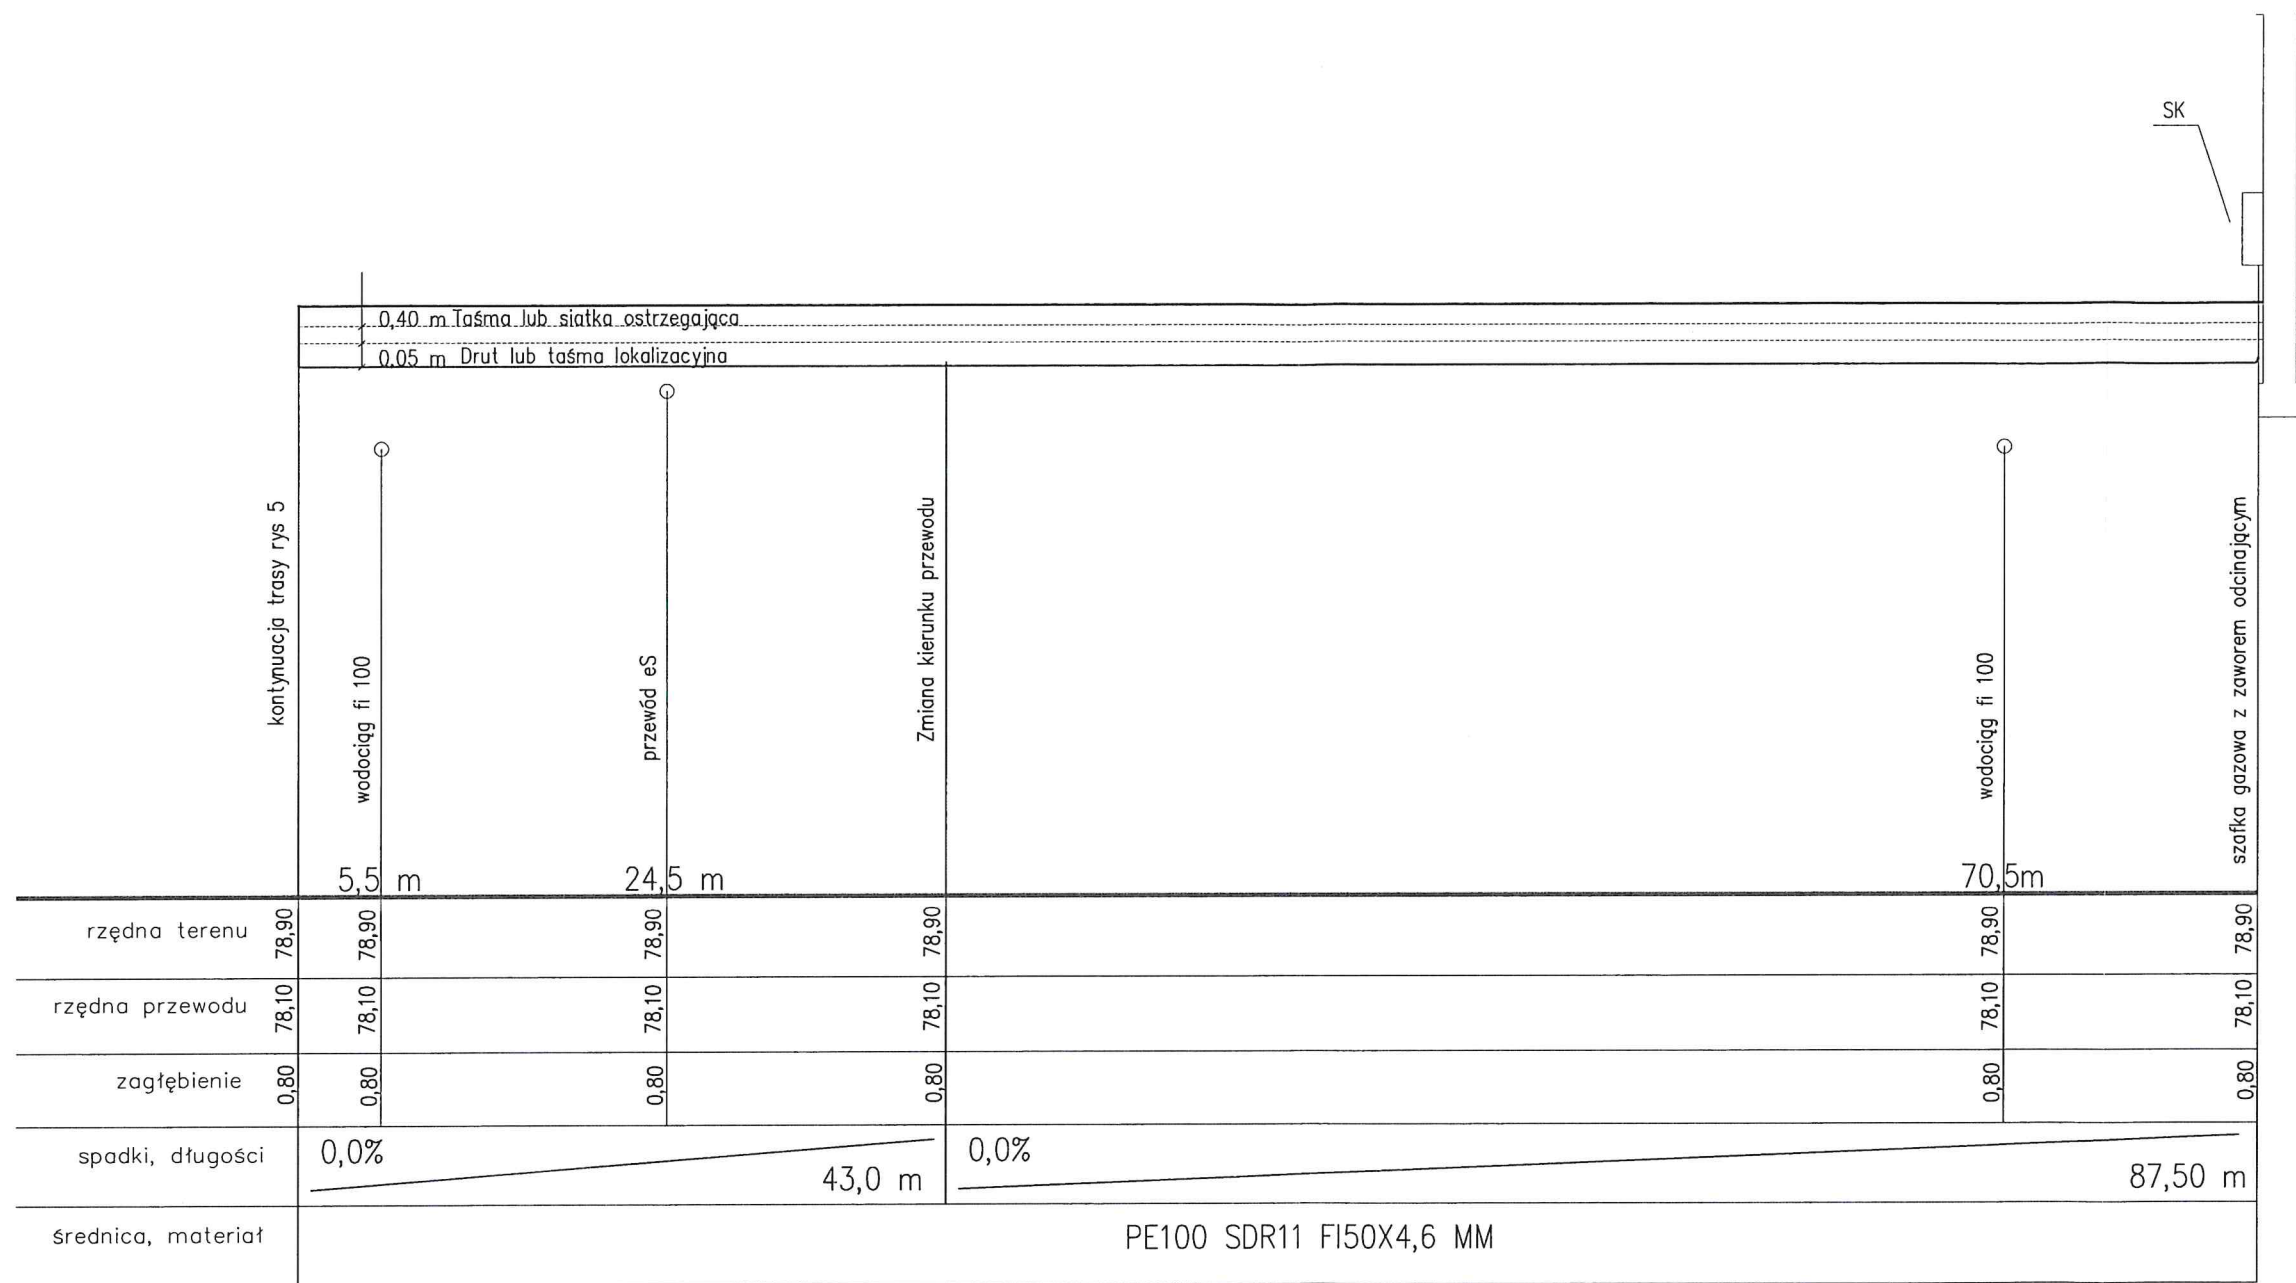 SK
0,40 m Taśma lub siatka ostrzegająca
0,05 m Drut lub taśma lokalizacyjna
kontynuacja trasy rys 5
wodociąg fi 100
przewód eS
Zmiana kierunku przewodu
wodociąg fi 100
szafka gazowa z zaworem odcinającym
5,5 m
24,5 m
70,5m
rzędna terenu 78,90 78,90 78,90 78,90 78,90 78,90
rzędna przewodu 78,10 78,10 78,10 78,10 78,10 78,10
zagłębienie 0,80 0,80 0,80 0,80 0,80 0,80
spadki, długości 0,0% 43,0 m 0,0% 87,50 m
średnica, materiał PE100 SDR11 FI50X4,6 MM